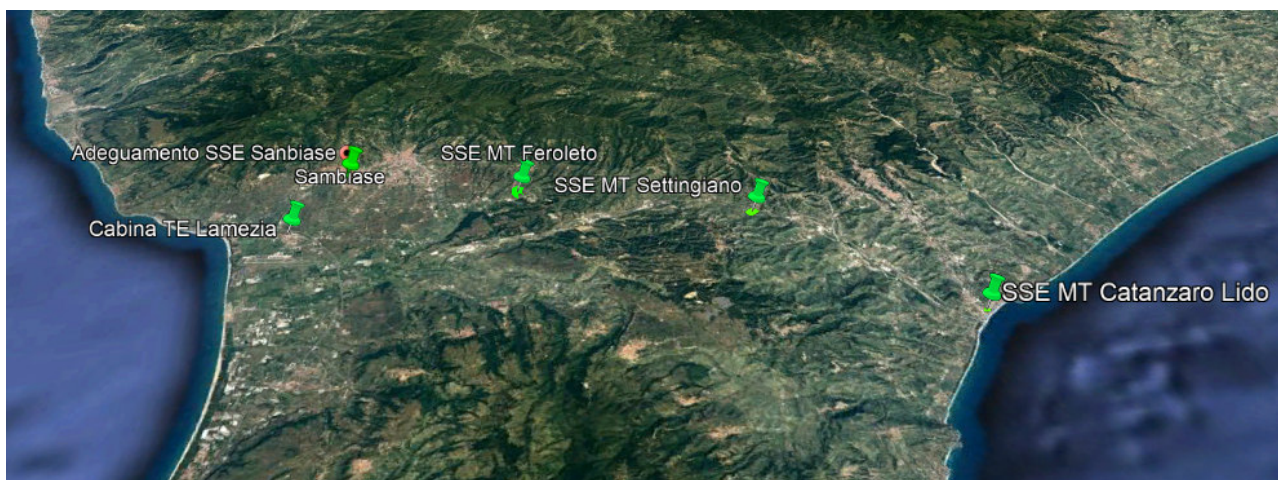 Adeguamento SSE Sanbiase
Sambiase
SSE MT Feroleto
SSE MT Settingiano
Cabina TE Lamezia
SSE MT Catanzaro Lido